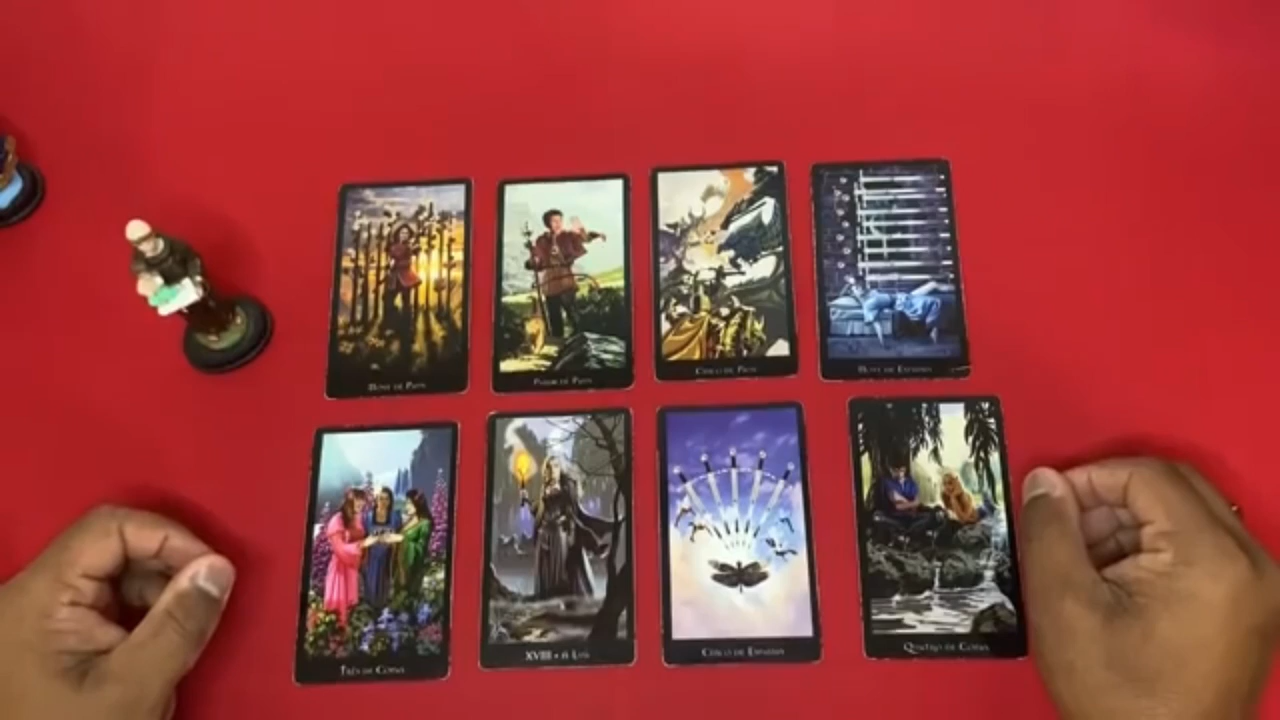 Nove de Paus
Pajem de Paus
Cinco de Paus
Nove de Espadas
Três de Copas
XVIII • A Lua
Cinco de Espadas
Quatro de Copas